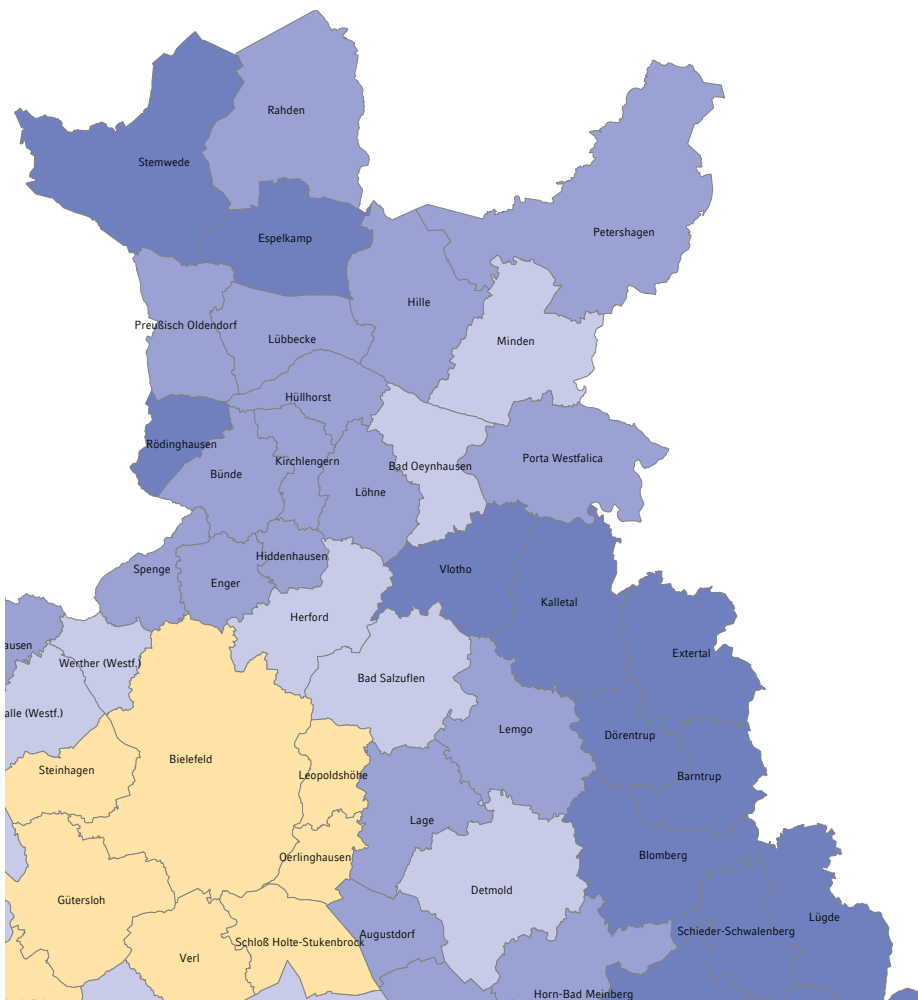 Rahden
Stemwede
Petershagen
Espelkamp
Hille
Preußisch Oldendorf
Lübbecke
Minden
Hüllhorst
Rödinghausen
Porta Westfalica
Kirchlengern
Bad Oeynhausen
Bünde
Löhne
Hiddenhausen
Spenge
Vlotho
Enger
Kalletal
Herford
ausen
Extertal
Werther (Westf.)
Bad Salzuflen
alle (Westf.)
Lemgo
Dörentrup
Bielefeld
Steinhagen
Leopoldshöhe
Barntrup
Lage
Blomberg
Oerlinghausen
Detmold
Gütersloh
Lügde
Schieder-Schwalenberg
Augustdorf
Schloß Holte-Stukenbrock
Verl
Horn-Bad Meinberg